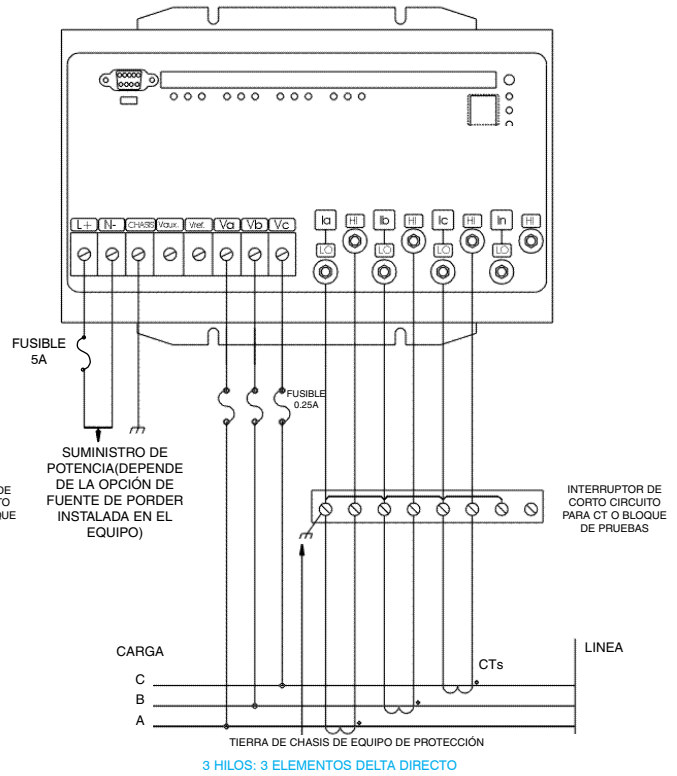 L+ N- CHASIS Vaux. Vref. Va Vb Vc
Ia HI Ib HI Ic HI In HI
LO LO LO LO
FUSIBLE
5A
FUSIBLE
0.25A
SUMINISTRO DE
POTENCIA(DEPENDE
DE LA OPCIÓN DE
FUENTE DE PORDER
INSTALADA EN EL
EQUIPO)
DE
TO
QUE
INTERRUPTOR DE
CORTO CIRCUITO
PARA CT O BLOQUE
DE PRUEBAS
CARGA
LINEA
CTs
C
B
A
TIERRA DE CHASIS DE EQUIPO DE PROTECCIÓN
3 HILOS: 3 ELEMENTOS DELTA DIRECTO